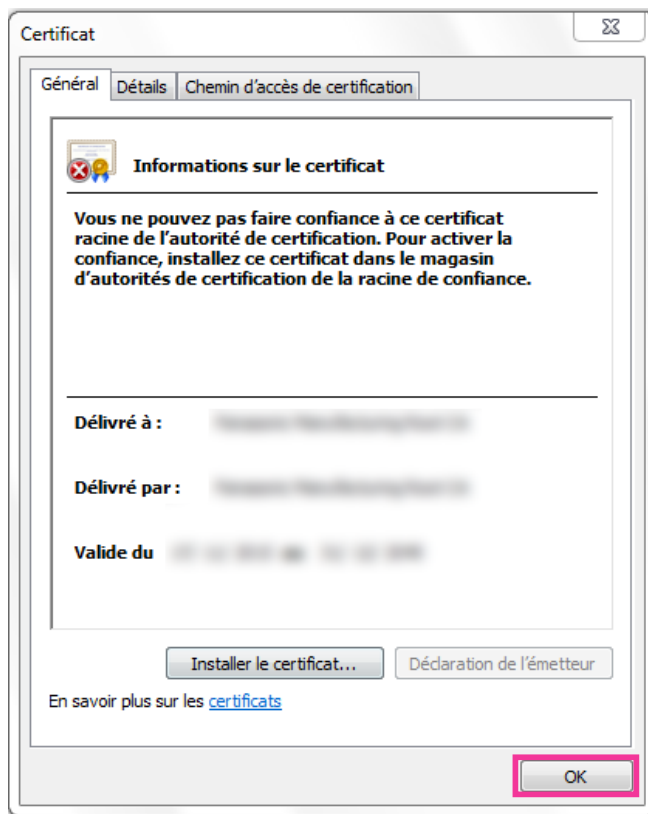 Certificat
Général Détails Chemin d'accès de certification
Informations sur le certificat
Vous ne pouvez pas faire confiance à ce certificat
racine de l'autorité de certification. Pour activer la
confiance, installez ce certificat dans le magasin
d'autorités de certification de la racine de confiance.
Délivré à :
Délivré par :
Valide du
Installer le certificat... Déclaration de l'émetteur
En savoir plus sur les certificats
OK